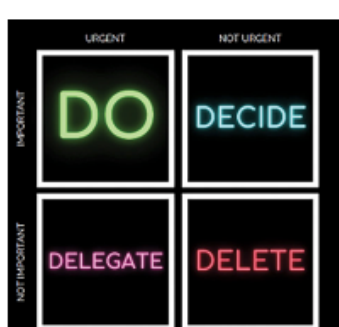 URGENT NOT URGENT
IMPORTANT
DO DECIDE
NOT IMPORTANT
DELEGATE DELETE